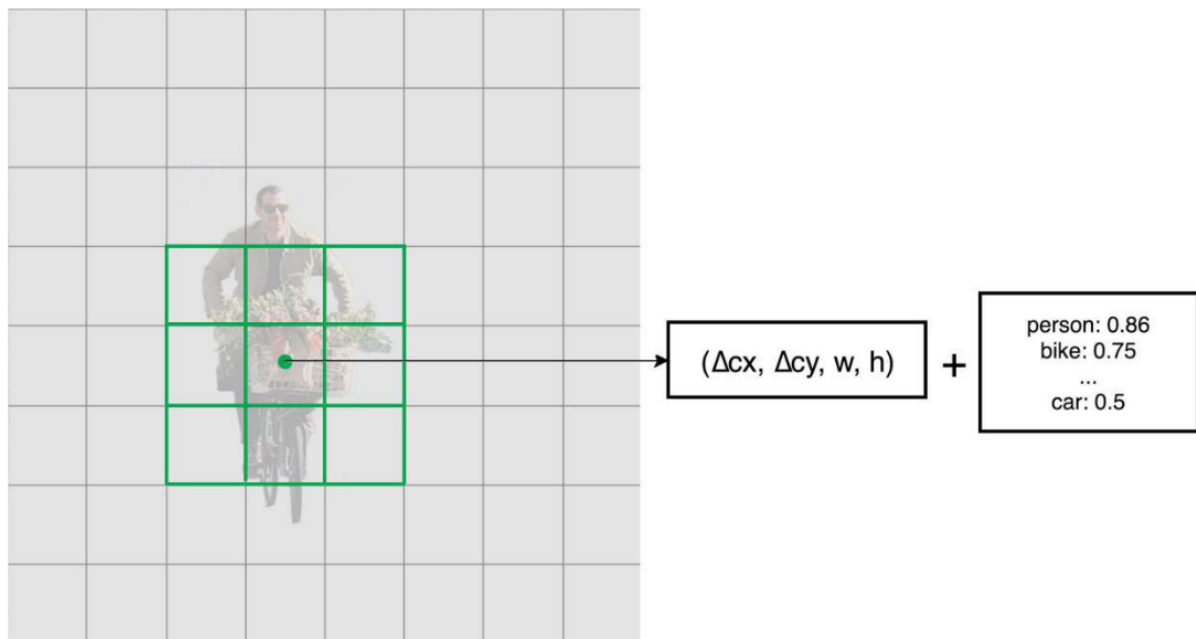 (Δcx, Δcy, w, h)
+
person: 0.86
bike: 0.75
...
car: 0.5